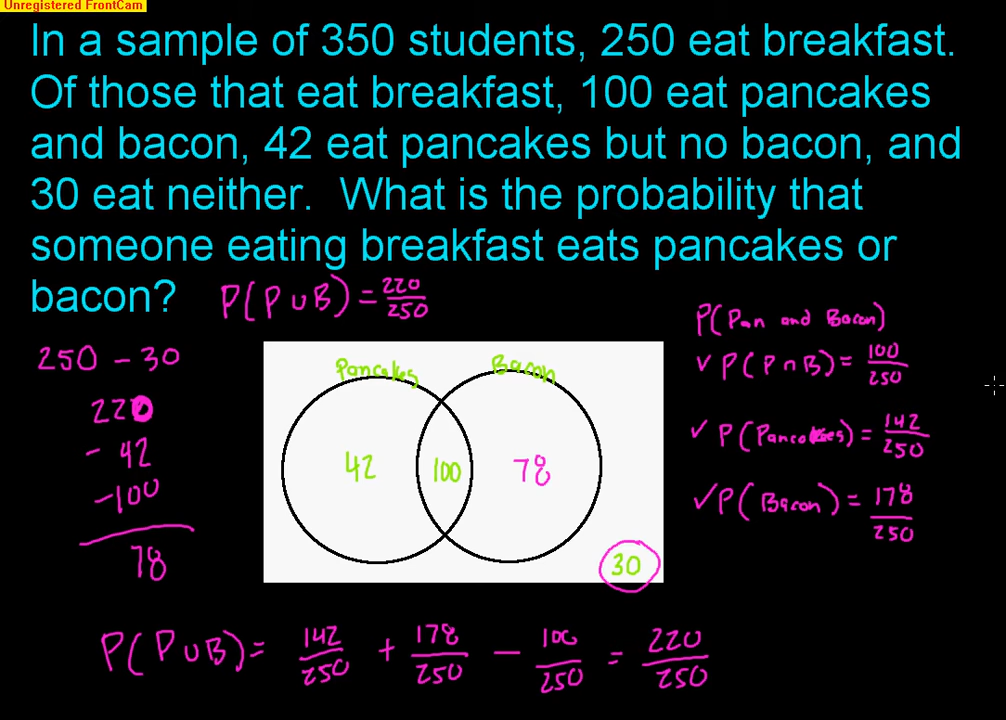 Unregistered FrontCam
In a sample of 350 students, 250 eat breakfast.
Of those that eat breakfast, 100 eat pancakes
and bacon, 42 eat pancakes but no bacon, and
30 eat neither.  What is the probability that
someone eating breakfast eats pancakes or
bacon?
P(P∪B)=220/250
250 - 30
220
- 42
-100
78
Pancakes
Bacon
42
100
78
30
P(Pan and Bacon)
✓ P(P∩B)=100/250
✓ P(Pancakes)=142/250
✓P(Bacon)=178/250
P(P∪B)= 142/250 + 178/250 - 100/250 = 220/250